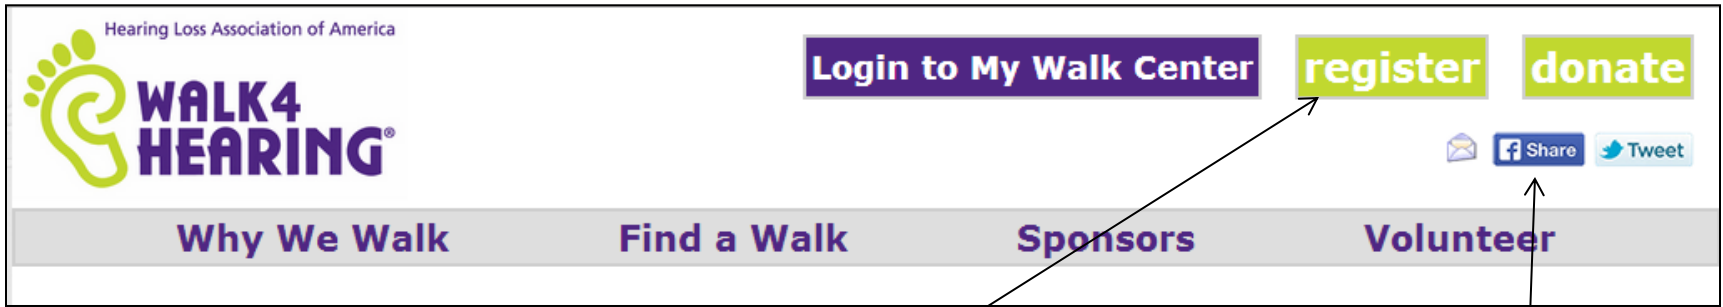 Hearing Loss Association of America
WALK4
HEARING®
Login to My Walk Center
register
donate
f Share
Tweet
Why We Walk
Find a Walk
Sponsors
Volunteer